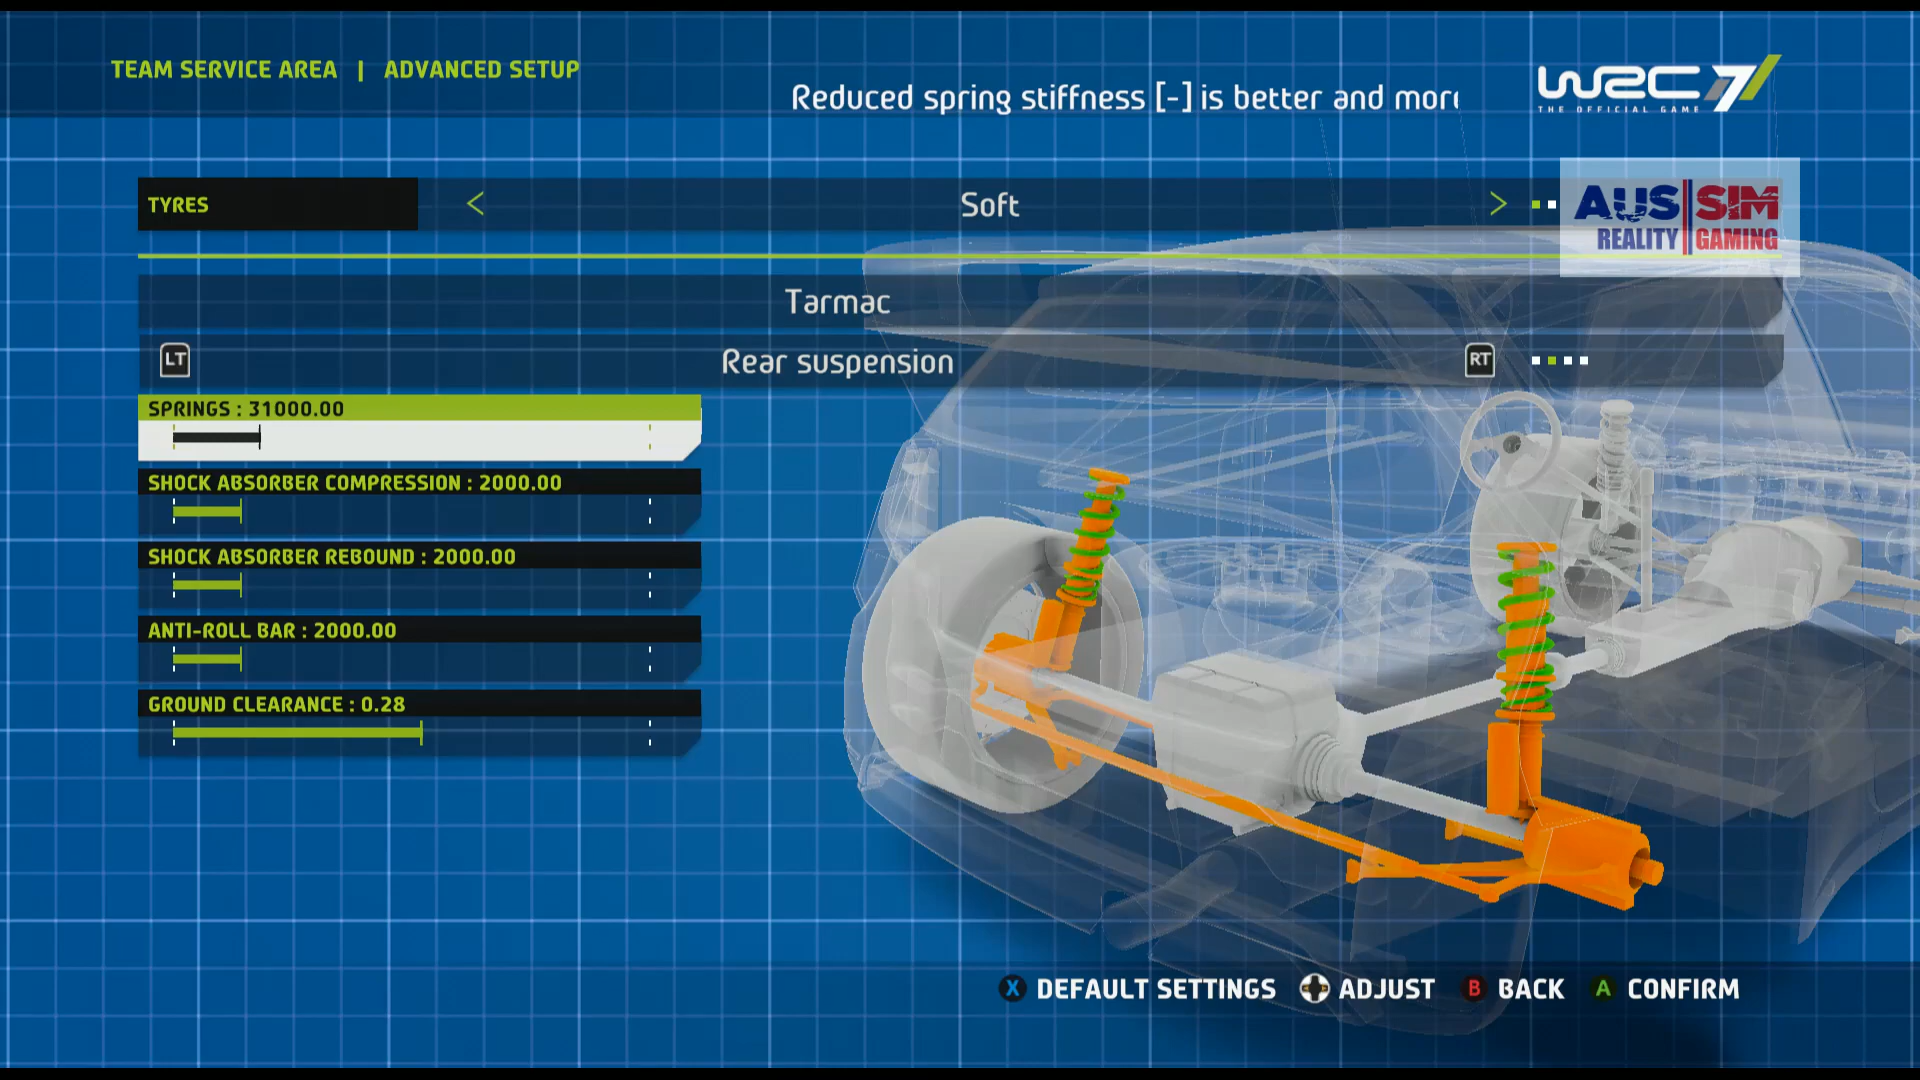 TEAM SERVICE AREA | ADVANCED SETUP
Reduced spring stiffness [-] is better and more
WRC 7
THE OFFICIAL GAME
TYRES
< Soft >
AUS SIM
REALITY GAMING
Tarmac
LT Rear suspension RT
SPRINGS : 31000.00
SHOCK ABSORBER COMPRESSION : 2000.00
SHOCK ABSORBER REBOUND : 2000.00
ANTI-ROLL BAR : 2000.00
GROUND CLEARANCE : 0.28
X DEFAULT SETTINGS ADJUST B BACK A CONFIRM